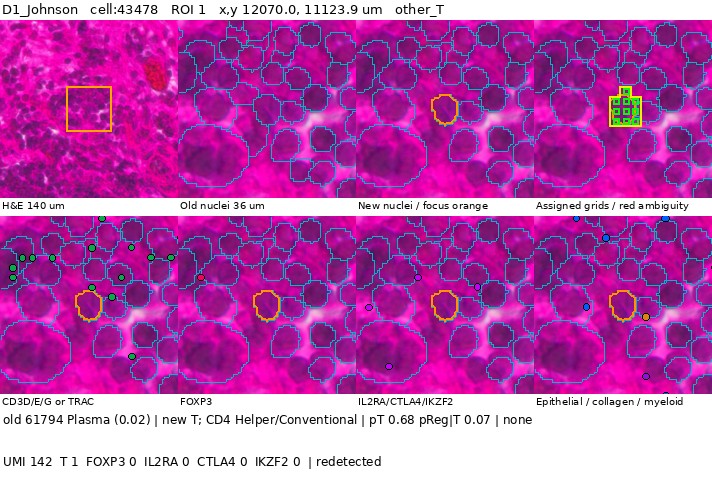 D1_Johnson   cell:43478   ROI 1   x,y 12070.0, 11123.9 um   other_T
H&E 140 um
Old nuclei 36 um
New nuclei / focus orange
Assigned grids / red ambiguity
CD3D/E/G or TRAC
FOXP3
IL2RA/CTLA4/IKZF2
Epithelial / collagen / myeloid
old 61794 Plasma (0.02) | new T; CD4 Helper/Conventional | pT 0.68 pReg|T 0.07 | none
UMI 142  T 1  FOXP3 0  IL2RA 0  CTLA4 0  IKZF2 0  | redetected